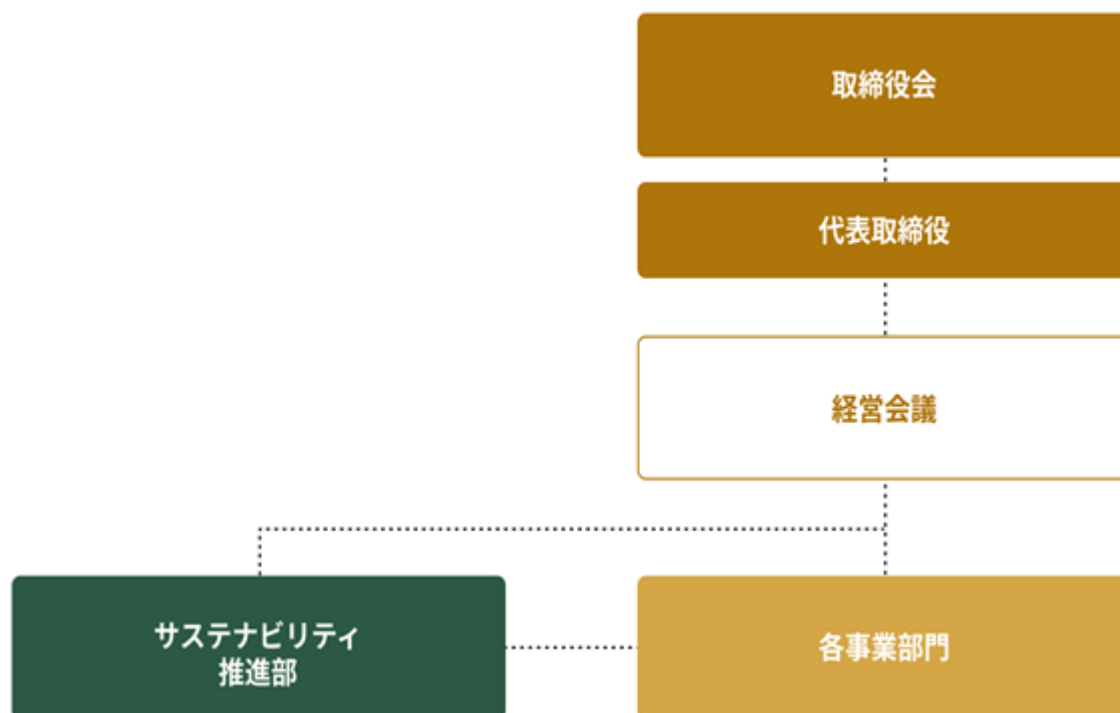 取締役会
代表取締役
経営会議
サステナビリティ
推進部
各事業部門